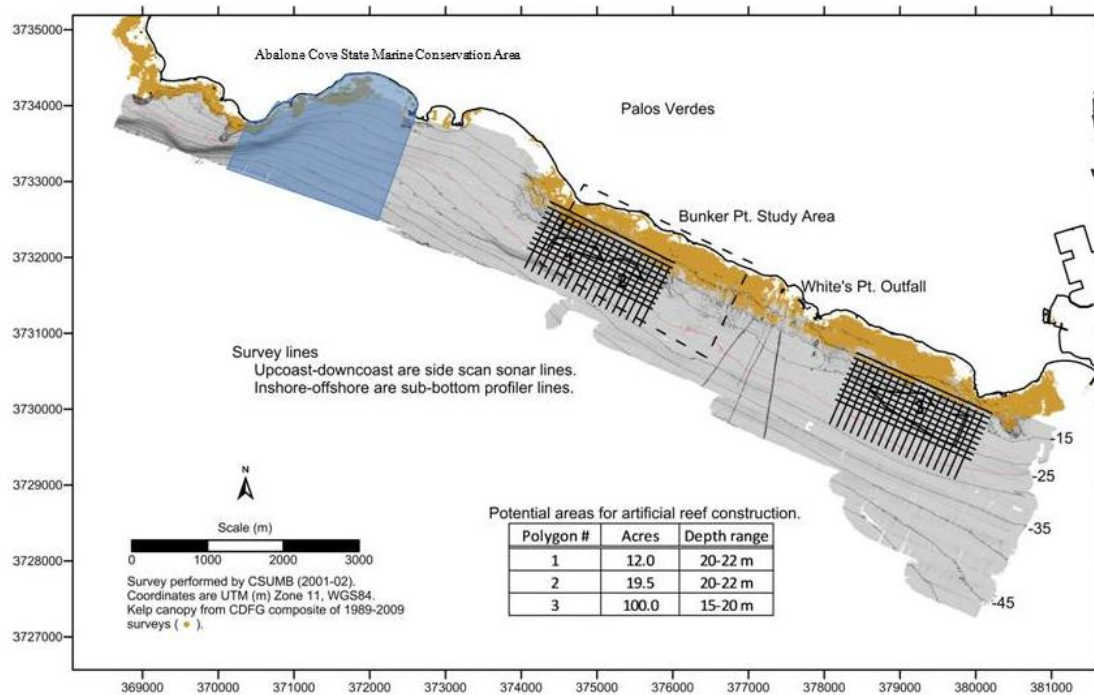 3735000
3734000
3733000
3732000
3731000
3730000
3729000
3728000
3727000
Abalone Cove State Marine Conservation Area
Palos Verdes
Bunker Pt. Study Area
White's Pt. Outfall
1
2
3
Survey lines
Upcoast-downcoast are side scan sonar lines.
Inshore-offshore are sub-bottom profiler lines.
-15
-25
-35
-45
N
Scale (m)
0 1000 2000 3000
Survey performed by CSUMB (2001-02).
Coordinates are UTM (m) Zone 11, WGS84.
Kelp canopy from CDFG composite of 1989-2009
surveys ( ).
Potential areas for artificial reef construction.
Polygon # Acres Depth range
1 12.0 20-22 m
2 19.5 20-22 m
3 100.0 15-20 m
369000 370000 371000 372000 373000 374000 375000 376000 377000 378000 379000 380000 381000